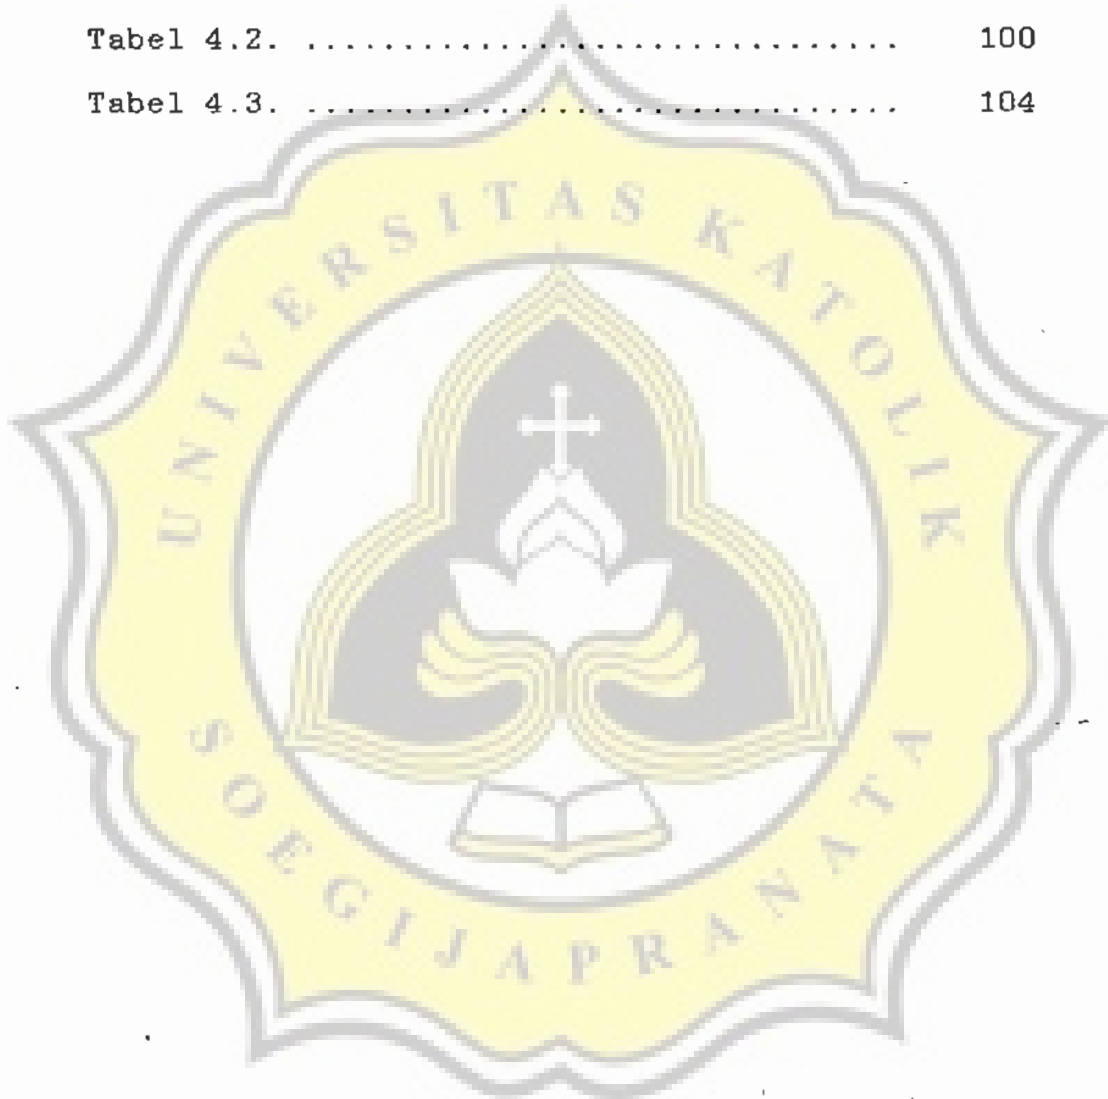 Tabel 4.2. ................................ 100
Tabel 4.3. ................................ 104
UNIVERSITAS KATOLIK
SOEGIJAPRANATA